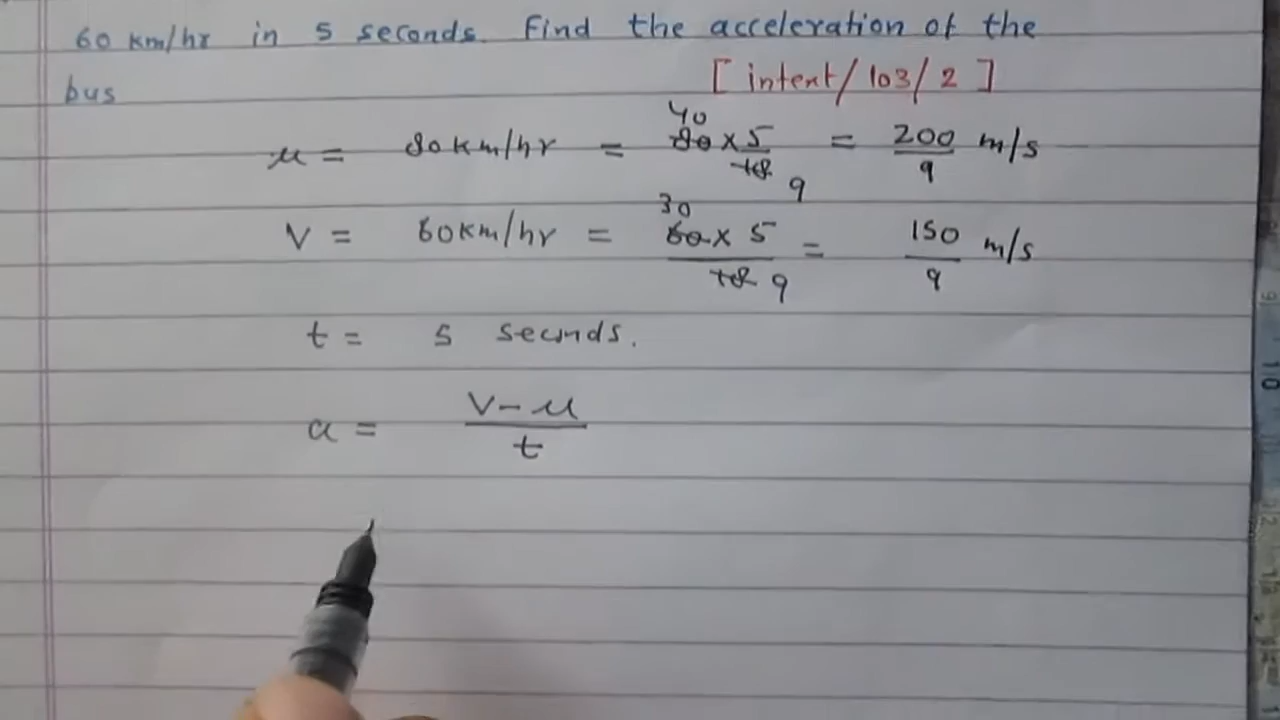 60 km/hr in 5 seconds. Find the acceleration of the
bus
[intext/103/2]
u = 80km/hr = 40 80 x 5 / 18 9 = 200/9 m/s
V = 60km/hr = 30 60 x 5 / 18 9 = 150/9 m/s
t = 5 seconds.
a = V-u/t